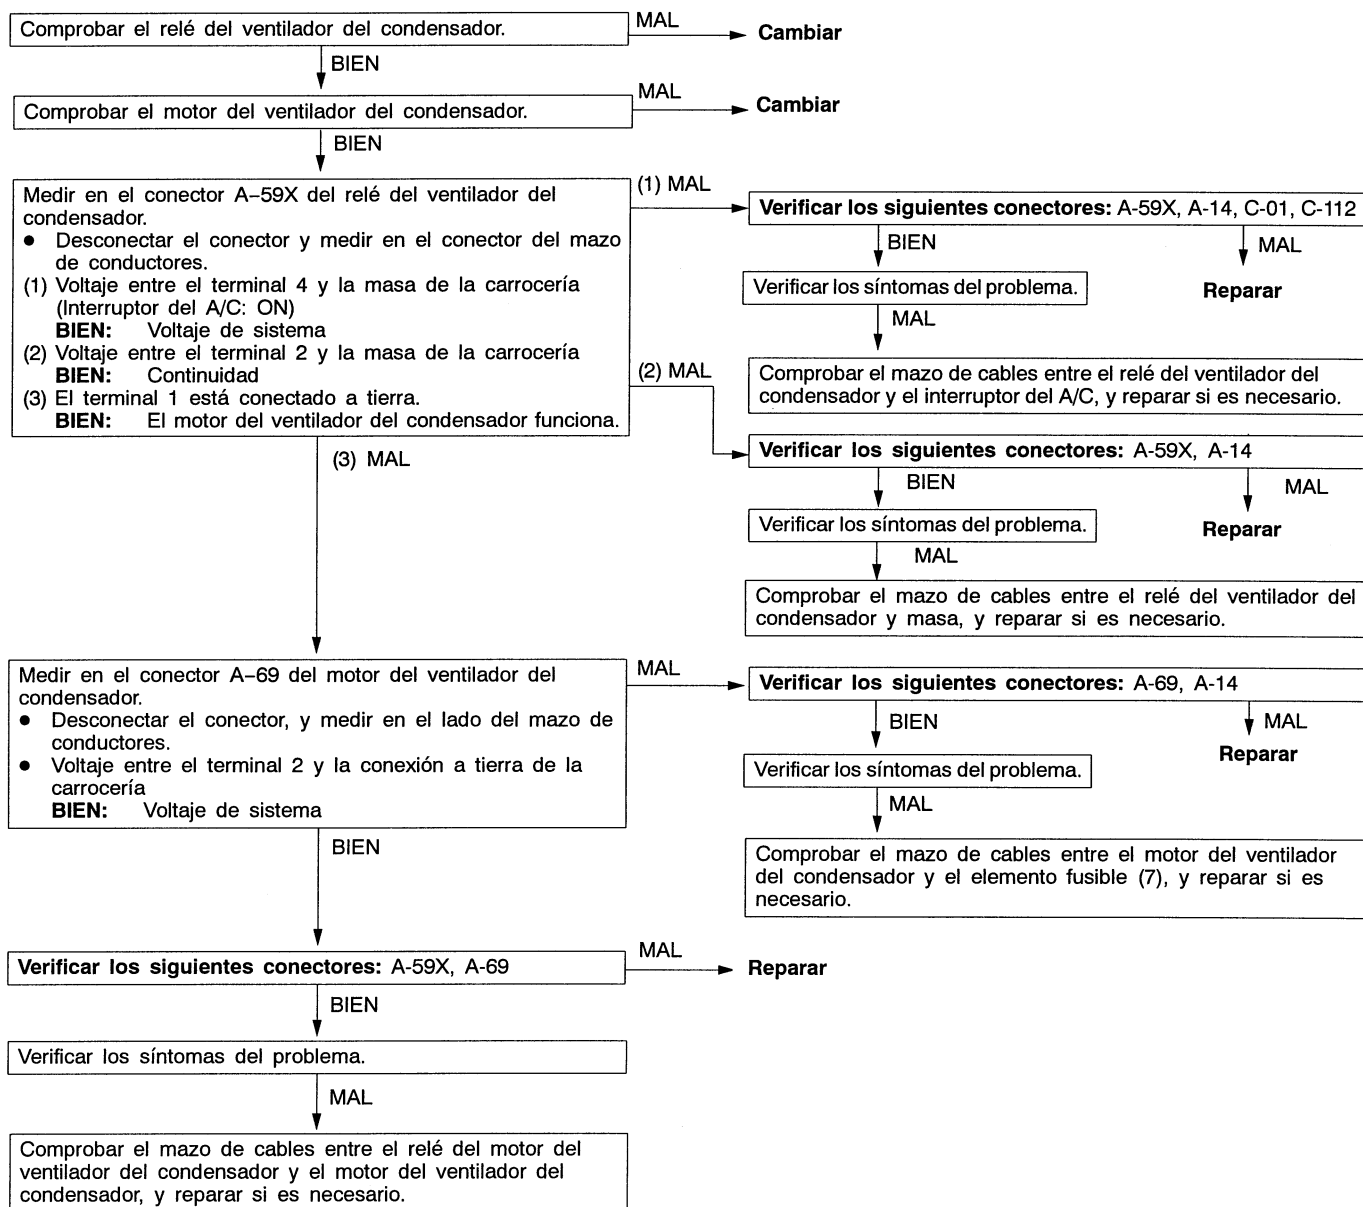 Comprobar el relé del ventilador del condensador.
MAL
Cambiar
BIEN
Comprobar el motor del ventilador del condensador.
MAL
Cambiar
BIEN
Medir en el conector A–59X del relé del ventilador del
condensador.
● Desconectar el conector y medir en el conector del mazo
de conductores.
(1) Voltaje entre el terminal 4 y la masa de la carrocería
(Interruptor del A/C: ON)
BIEN: Voltaje de sistema
(2) Voltaje entre el terminal 2 y la masa de la carrocería
BIEN: Continuidad
(3) El terminal 1 está conectado a tierra.
BIEN: El motor del ventilador del condensador funciona.
(1) MAL
Verificar los siguientes conectores: A-59X, A-14, C-01, C-112
BIEN
MAL
Verificar los síntomas del problema.
Reparar
MAL
Comprobar el mazo de cables entre el relé del ventilador del
condensador y el interruptor del A/C, y reparar si es necesario.
(2) MAL
Verificar los siguientes conectores: A-59X, A-14
BIEN
MAL
Verificar los síntomas del problema.
Reparar
MAL
Comprobar el mazo de cables entre el relé del ventilador del
condensador y masa, y reparar si es necesario.
(3) MAL
Medir en el conector A–69 del motor del ventilador del
condensador.
● Desconectar el conector, y medir en el lado del mazo de
conductores.
● Voltaje entre el terminal 2 y la conexión a tierra de la
carrocería
BIEN: Voltaje de sistema
MAL
Verificar los siguientes conectores: A-69, A-14
BIEN
MAL
Reparar
Verificar los síntomas del problema.
MAL
Comprobar el mazo de cables entre el motor del ventilador
del condensador y el elemento fusible (7), y reparar si es
necesario.
BIEN
Verificar los siguientes conectores: A-59X, A-69
MAL
Reparar
BIEN
Verificar los síntomas del problema.
MAL
Comprobar el mazo de cables entre el relé del motor del
ventilador del condensador y el motor del ventilador del
condensador, y reparar si es necesario.